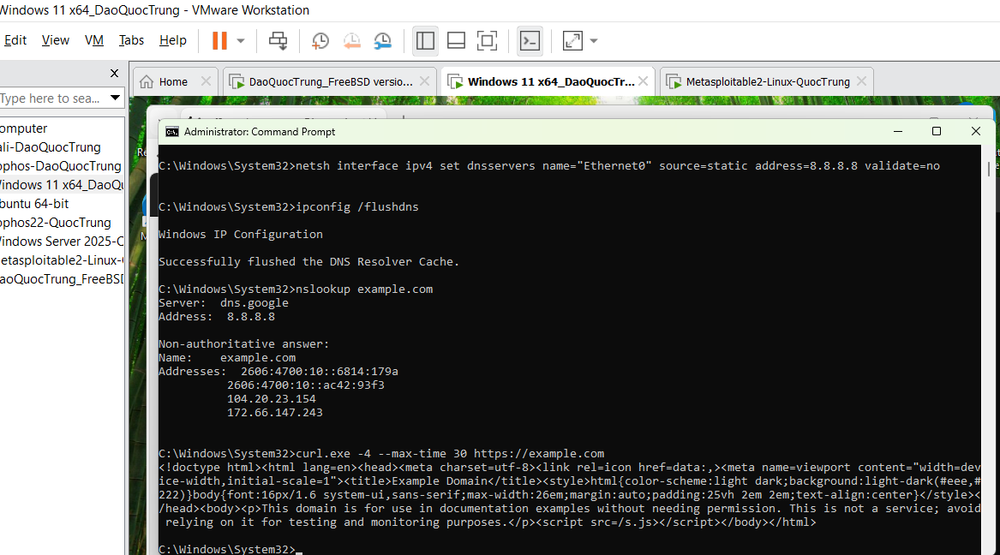 Windows 11 x64_DaoQuocTrung - VMware Workstation
Edit View VM Tabs Help
Type here to sea...
Home
DaoQuocTrung_FreeBSD versio...
Windows 11 x64_DaoQuocTr...
Metasploitable2-Linux-QuocTrung
omputer
ali-DaoQuocTrung
ophos-DaoQuocTrung
Windows 11 x64_DaoQu
buntu 64-bit
ophos22-QuocTrung
Windows Server 2025-C
etasploitable2-Linux-
aoQuocTrung_FreeBSD
Administrator: Command Prompt
C:\Windows\System32>netsh interface ipv4 set dnsservers name="Ethernet0" source=static address=8.8.8.8 validate=no
C:\Windows\System32>ipconfig /flushdns
Windows IP Configuration
Successfully flushed the DNS Resolver Cache.
C:\Windows\System32>nslookup example.com
Server:  dns.google
Address:  8.8.8.8
Non-authoritative answer:
Name:    example.com
Addresses:  2606:4700:10::6814:179a
2606:4700:10::ac42:93f3
104.20.23.154
172.66.147.243
C:\Windows\System32>curl.exe -4 --max-time 30 https://example.com
<!doctype html><html lang=en><head><meta charset=utf-8><link rel=icon href=data:,><meta name=viewport content="width=dev
ice-width,initial-scale=1"><title>Example Domain</title><style>html{color-scheme:light dark;background:light-dark(#eee,#
222)}body{font:16px/1.6 system-ui,sans-serif;max-width:26em;margin:auto;padding:25vh 2em 2em;text-align:center}</style><
/head><body><p>This domain is for use in documentation examples without needing permission. This is not a service; avoid
relying on it for testing and monitoring purposes.</p><script src=/s.js></script></body></html>
C:\Windows\System32>